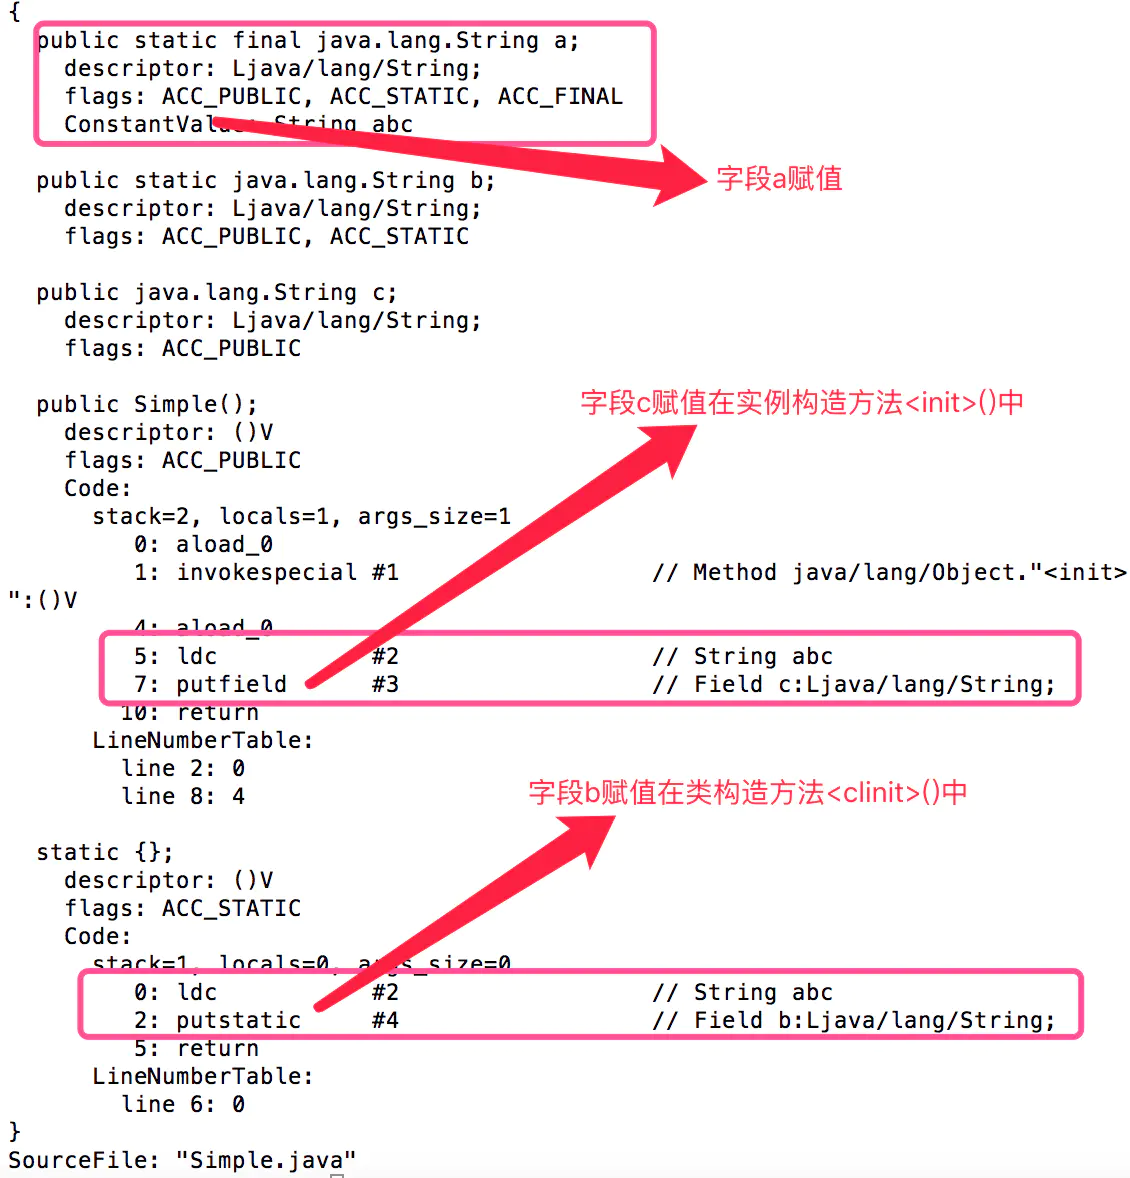 {
public static final java.lang.String a;
descriptor: Ljava/lang/String;
flags: ACC_PUBLIC, ACC_STATIC, ACC_FINAL
ConstantValue: String abc
字段a赋值
public static java.lang.String b;
descriptor: Ljava/lang/String;
flags: ACC_PUBLIC, ACC_STATIC
public java.lang.String c;
descriptor: Ljava/lang/String;
flags: ACC_PUBLIC
字段c赋值在实例构造方法<init>()中
public Simple();
descriptor: ()V
flags: ACC_PUBLIC
Code:
stack=2, locals=1, args_size=1
0: aload_0
1: invokespecial #1 // Method java/lang/Object."<init>
":()V
4: aload_0
5: ldc #2 // String abc
7: putfield #3 // Field c:Ljava/lang/String;
10: return
LineNumberTable:
line 2: 0
line 8: 4
字段b赋值在类构造方法<clinit>()中
static {};
descriptor: ()V
flags: ACC_STATIC
Code:
stack=1, locals=0, args_size=0
0: ldc #2 // String abc
2: putstatic #4 // Field b:Ljava/lang/String;
5: return
LineNumberTable:
line 6: 0
}
SourceFile: "Simple.java"